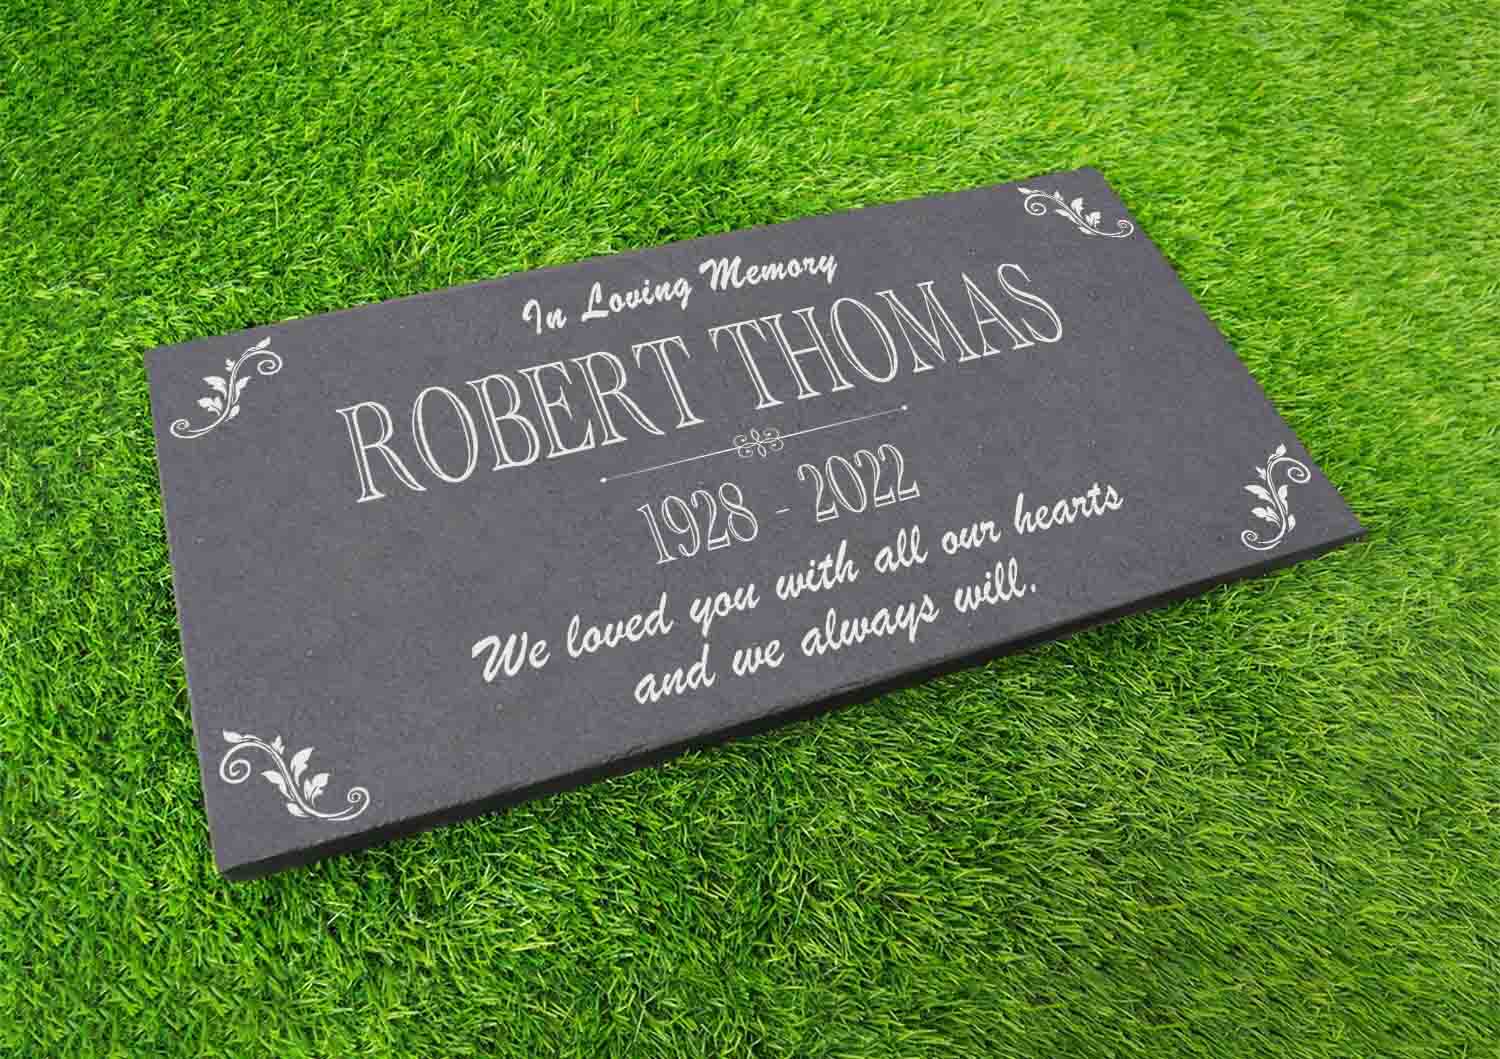 In Loving Memory
ROBERT THOMAS
1928 - 2022
We loved you with all our hearts
and we always will.